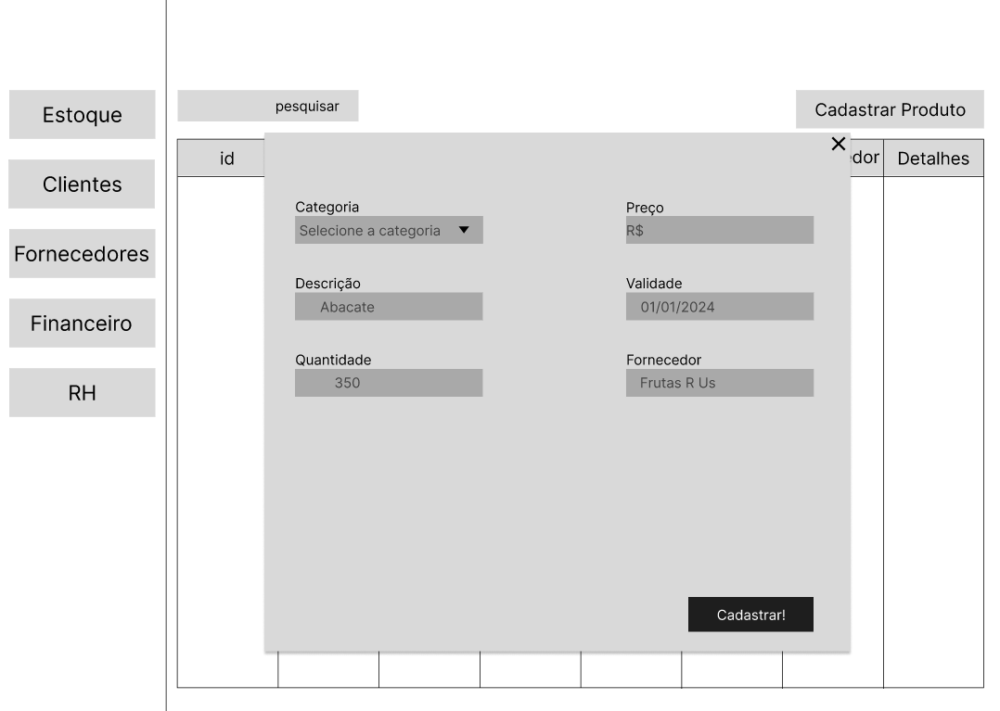 Estoque
Clientes
Fornecedores
Financeiro
RH
pesquisar
Cadastrar Produto
id
edor
Detalhes
Categoria
Selecione a categoria
Preço
R$
Descrição
Abacate
Validade
01/01/2024
Quantidade
350
Fornecedor
Frutas R Us
Cadastrar!